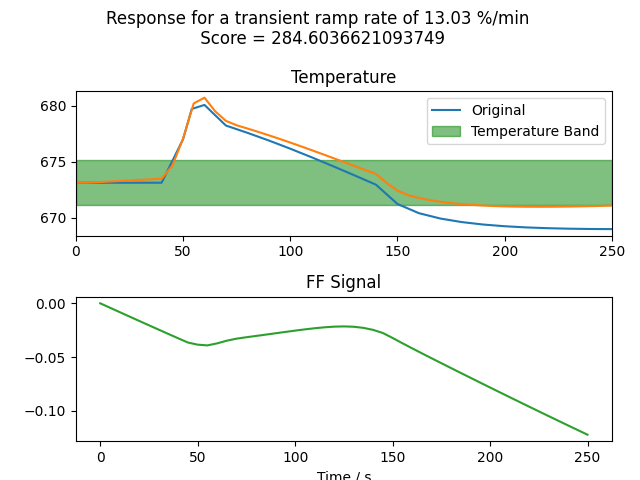 Response for a transient ramp rate of 13.03 %/min
Score = 284.6036621093749
Temperature
680
675
670
Original
Temperature Band
0 50 100 150 200 250
FF Signal
0.00
−0.05
−0.10
0 50 100 150 200 250
Time / s